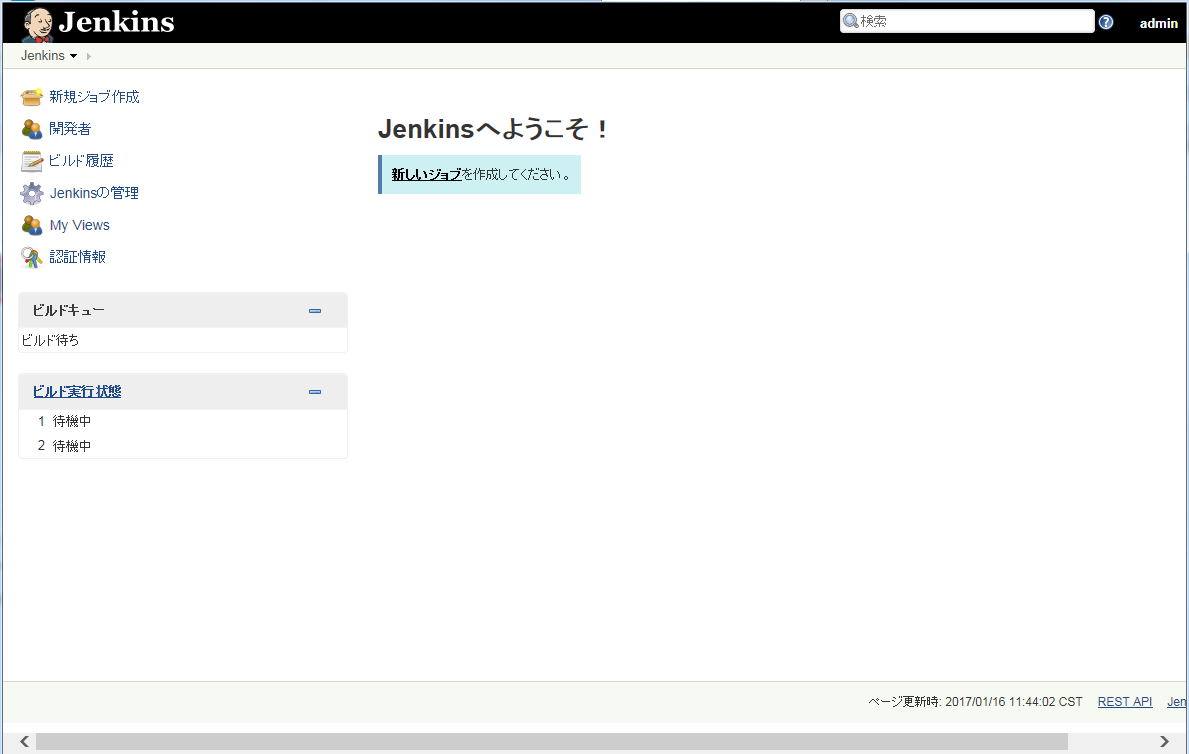 Jenkins
検索
admin
Jenkins
新規ジョブ作成
開発者
ビルド履歴
Jenkinsの管理
My Views
認証情報
Jenkinsへようこそ！
新しいジョブを作成してください。
ビルドキュー
ビルド待ち
ビルド実行状態
1 待機中
2 待機中
ページ更新時: 2017/01/16 11:44:02 CST REST API Jen